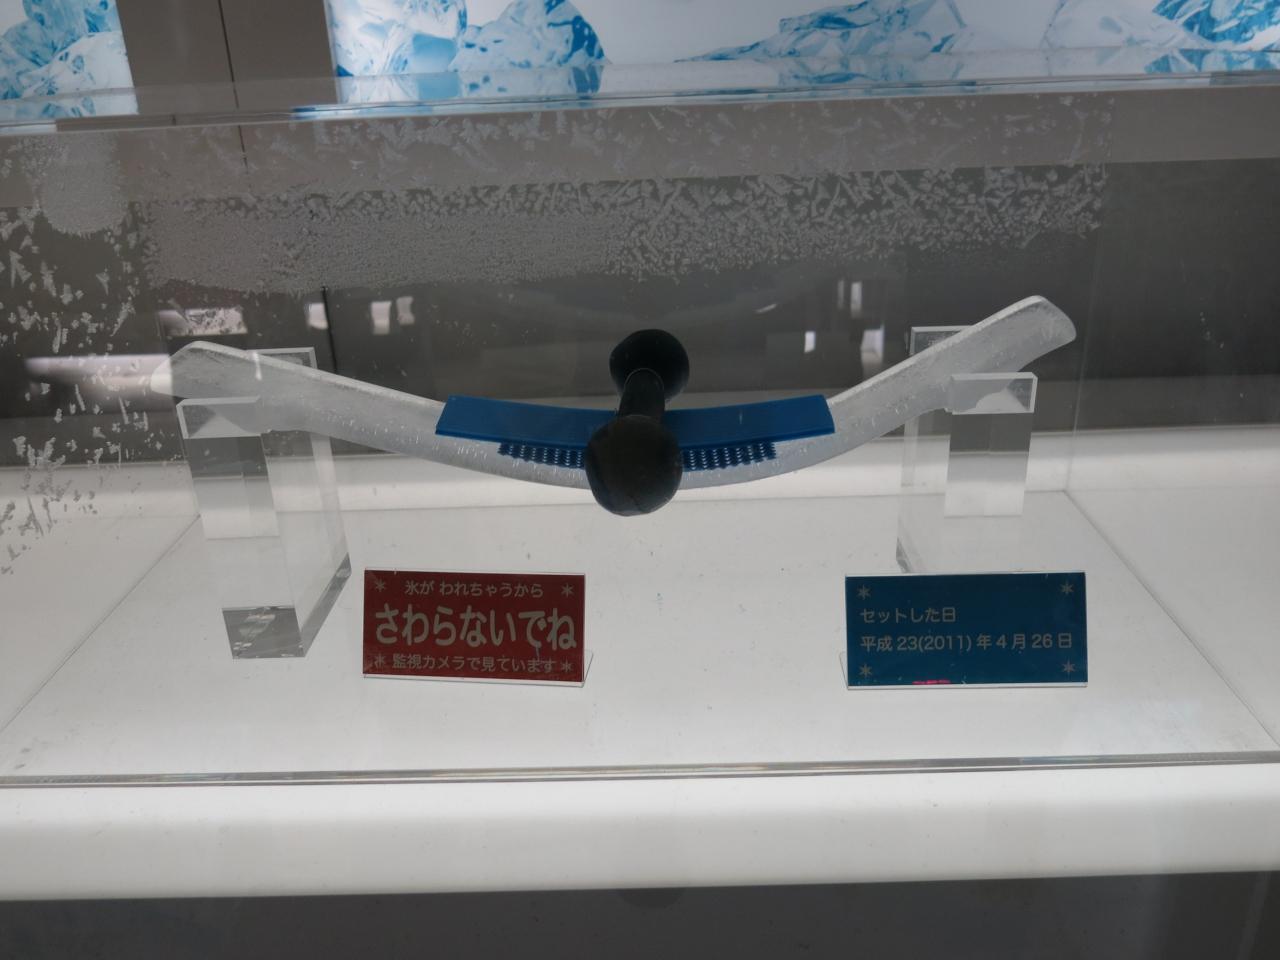 氷が われちゃうから
さわらないでね
監視カメラで見ています
セットした日
平成 23(2011) 年 4 月 26 日